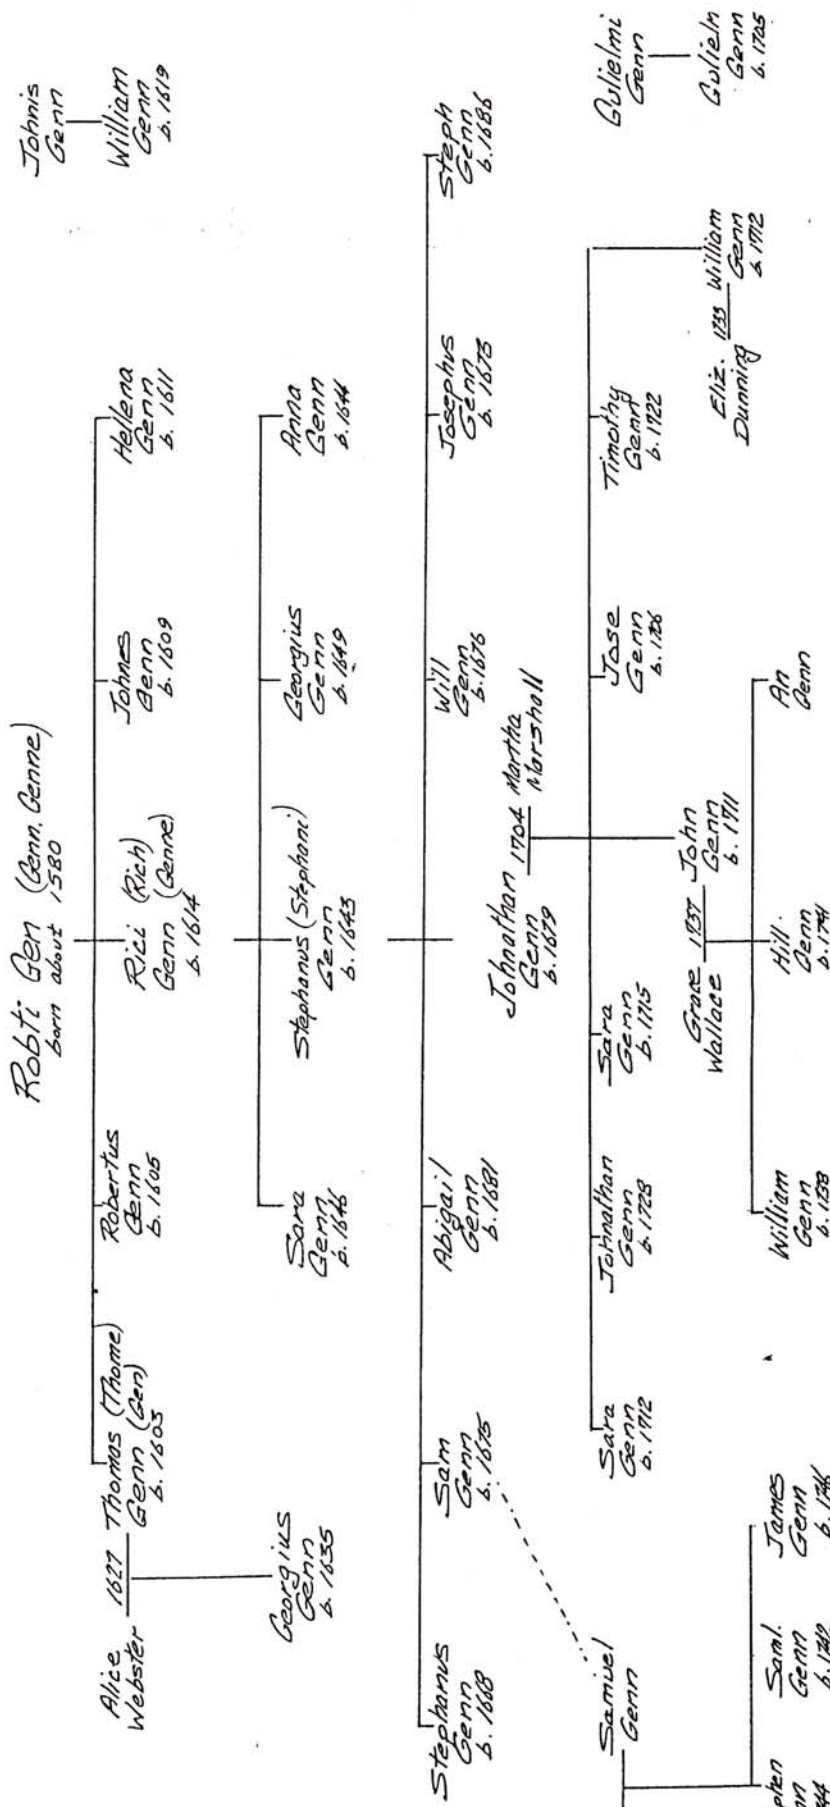 Robti Gen (Genn, Genne)
born about 1580
Johnis
Genn
William
Genn
b. 1619
Alice
Webster
1627
Thomas (Thome)
Genn (Gen)
b. 1603
Robertus
Genn
b. 1605
Rici (Rich)
Genn (Genne)
b. 1614
Johnes
Genn
b. 1609
Hellena
Genn
b. 1611
Georgius
Genn
b. 1635
Sara
Genn
b. 1646
Stephanus (Stephani)
Genn
b. 1643
Georgius
Genn
b. 1649
Anna
Genn
b. 1644
Stephanus
Genn
b. 1668
Sam
Genn
b. 1675
Abigail
Genn
b. 1681
Will
Genn
b. 1676
Josephus
Genn
b. 1673
Steph
Genn
b. 1686
Johnathan
Genn
b. 1679
1704
Martha
Marshall
Samuel
Genn
Sara
Genn
b. 1712
Johnathan
Genn
b. 1728
Sara
Genn
b. 1715
Jose
Genn
b. 1706
Timothy
Genn
b. 1722
Gulielmi
Genn
Gulielm
Genn
b. 1705
Grace
Wallace
1737
John
Genn
b. 1711
Eliz.
Dunning
1733
William
Genn
b. 1712
Saml.
Genn
James
Genn
b. 1746
William
Genn
b. 1738
Hill.
Genn
b. 1741
An
Genn